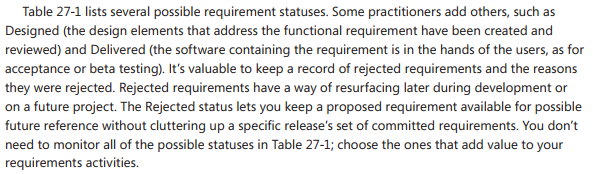 Table 27-1 lists several possible requirement statuses. Some practitioners add others, such as
Designed (the design elements that address the functional requirement have been created and
reviewed) and Delivered (the software containing the requirement is in the hands of the users, as for
acceptance or beta testing). It’s valuable to keep a record of rejected requirements and the reasons
they were rejected. Rejected requirements have a way of resurfacing later during development or
on a future project. The Rejected status lets you keep a proposed requirement available for possible
future reference without cluttering up a specific release’s set of committed requirements. You don’t
need to monitor all of the possible statuses in Table 27-1; choose the ones that add value to your
requirements activities.